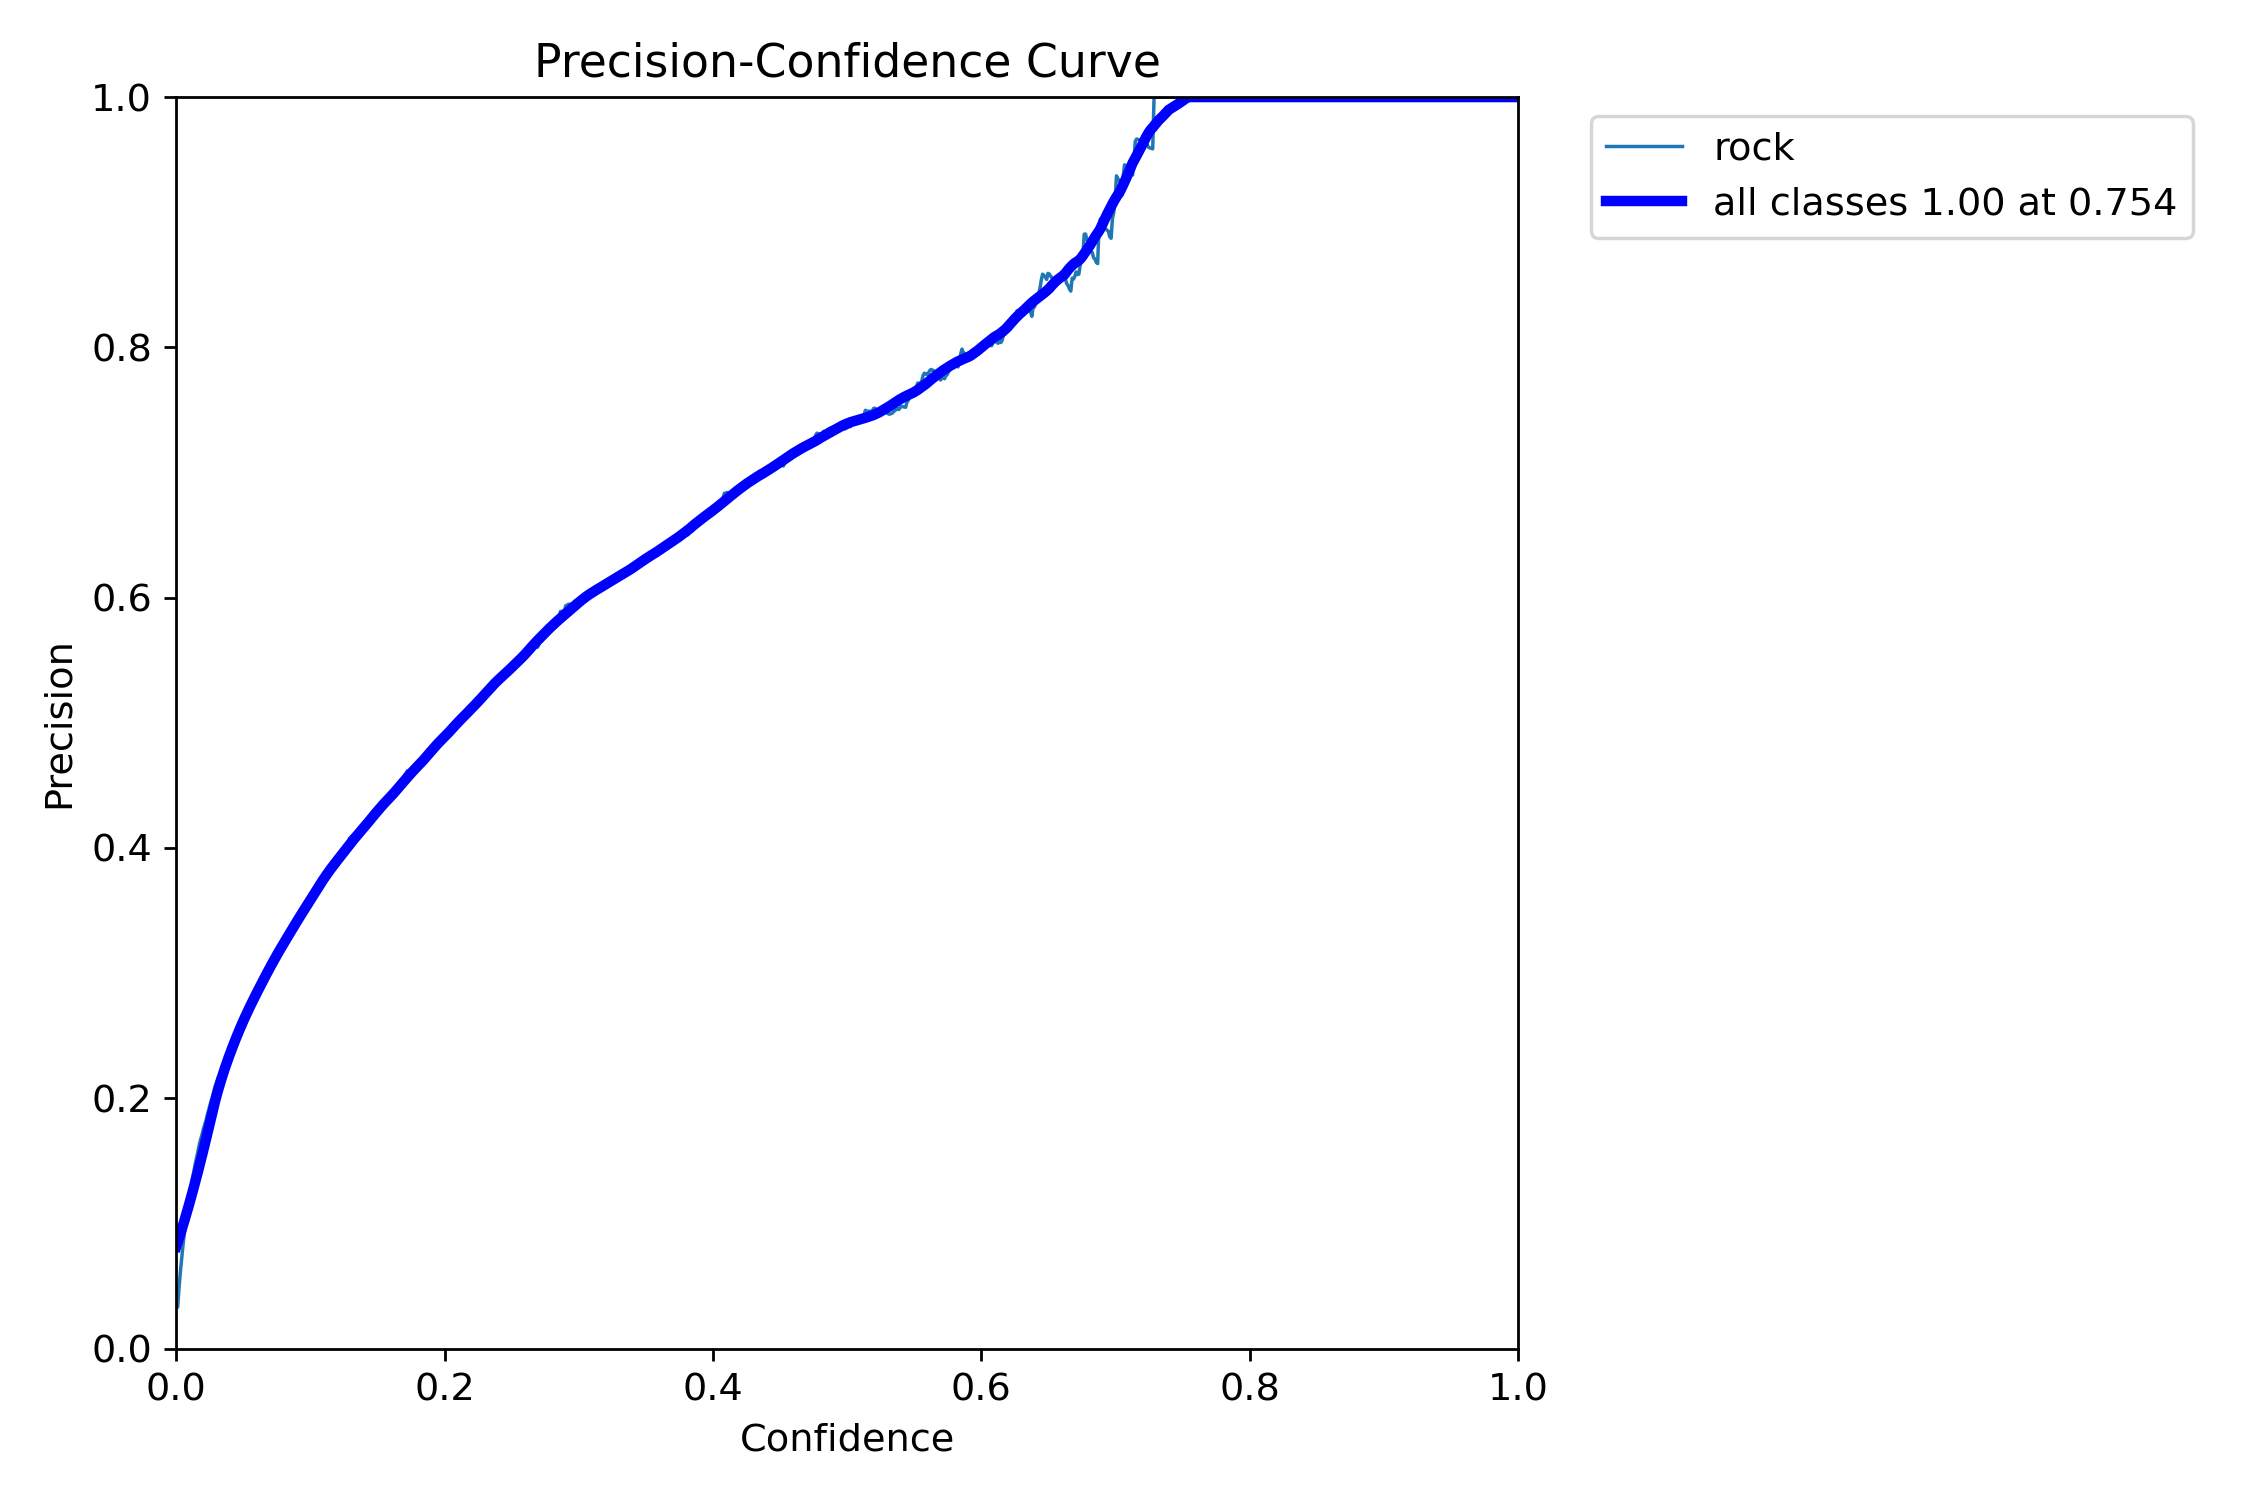 Precision-Confidence Curve
1.0
0.8
0.6
0.4
0.2
0.0
Precision
0.0 0.2 0.4 0.6 0.8 1.0
Confidence
rock
all classes 1.00 at 0.754